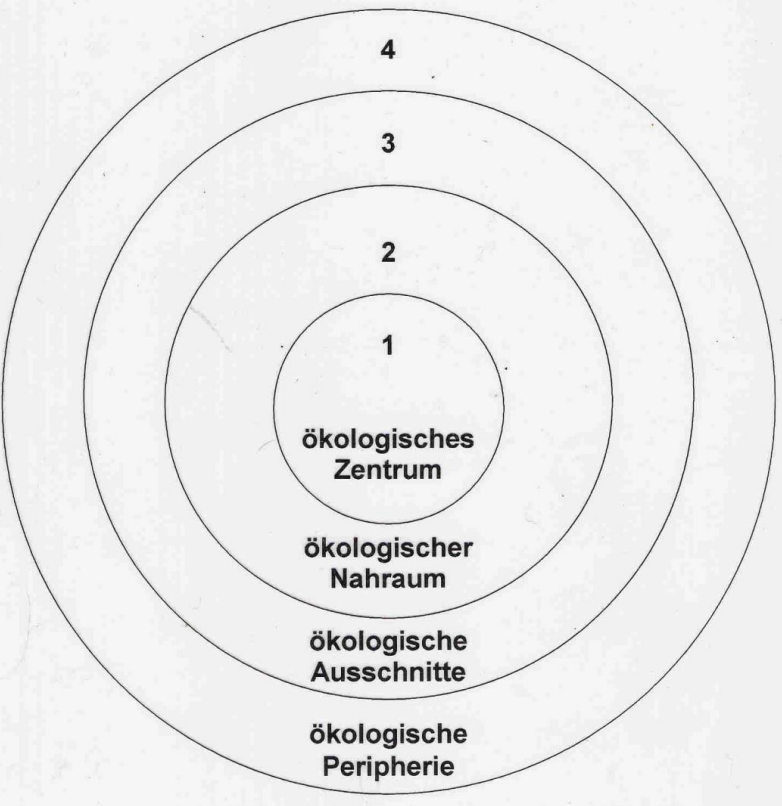 4
3
2
1
ökologisches
Zentrum
ökologischer
Nahraum
ökologische
Ausschnitte
ökologische
Peripherie